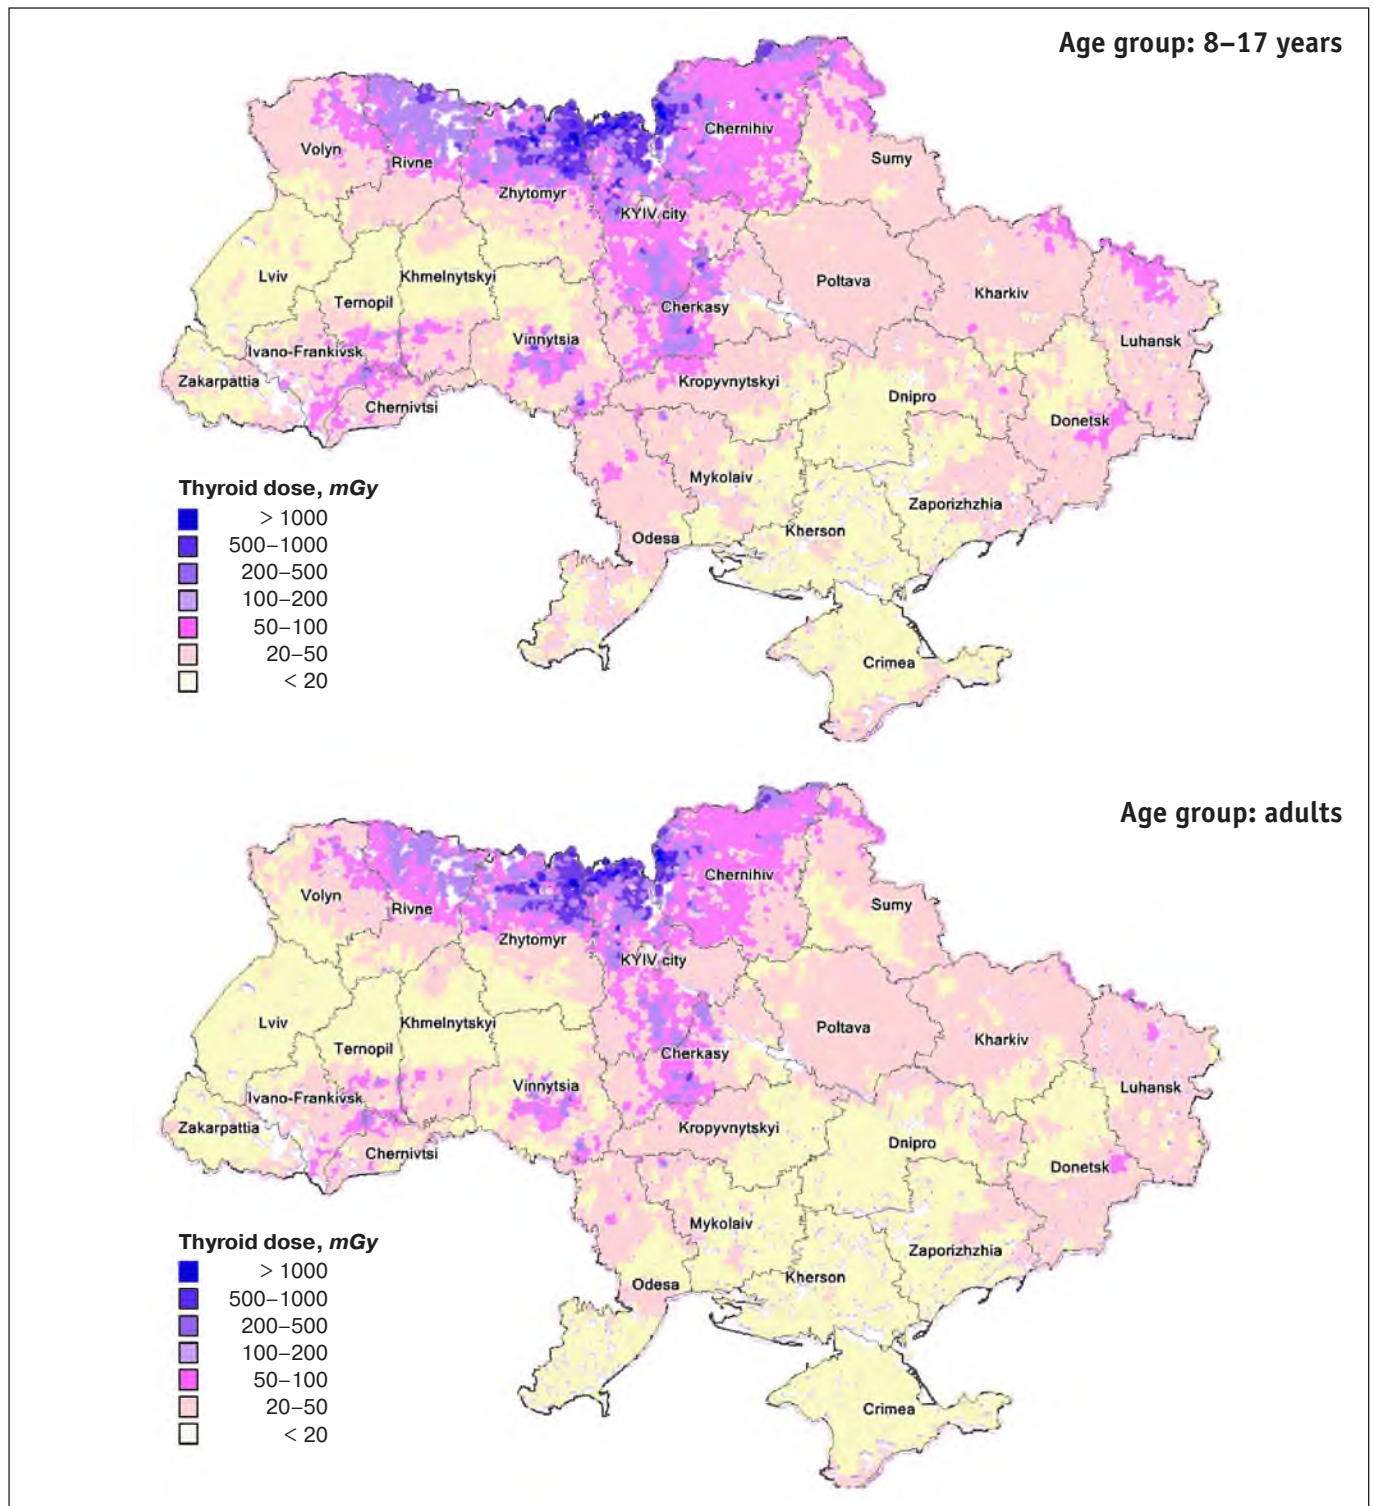 Age group: 8–17 years
Chernihiv
Volyn
Rivne
Sumy
Zhytomyr
KYIV city
Lviv
Khmelnytskyi
Ternopil
Poltava
Kharkiv
Cherkasy
Vinnytsia
Luhansk
Ivano-Frankivsk
Zakarpattia
Kropyvnytskyi
Dnipro
Chernivtsi
Donetsk
Mykolaiv
Zaporizhzhia
Kherson
Odesa
Crimea
Thyroid dose, mGy
> 1000
500–1000
200–500
100–200
50–100
20–50
< 20
Age group: adults
Chernihiv
Volyn
Rivne
Sumy
Zhytomyr
KYIV city
Lviv
Khmelnytskyi
Ternopil
Poltava
Kharkiv
Cherkasy
Vinnytsia
Luhansk
Ivano-Frankivsk
Zakarpattia
Kropyvnytskyi
Dnipro
Chernivtsi
Donetsk
Mykolaiv
Zaporizhzhia
Kherson
Odesa
Crimea
Thyroid dose, mGy
> 1000
500–1000
200–500
100–200
50–100
20–50
< 20